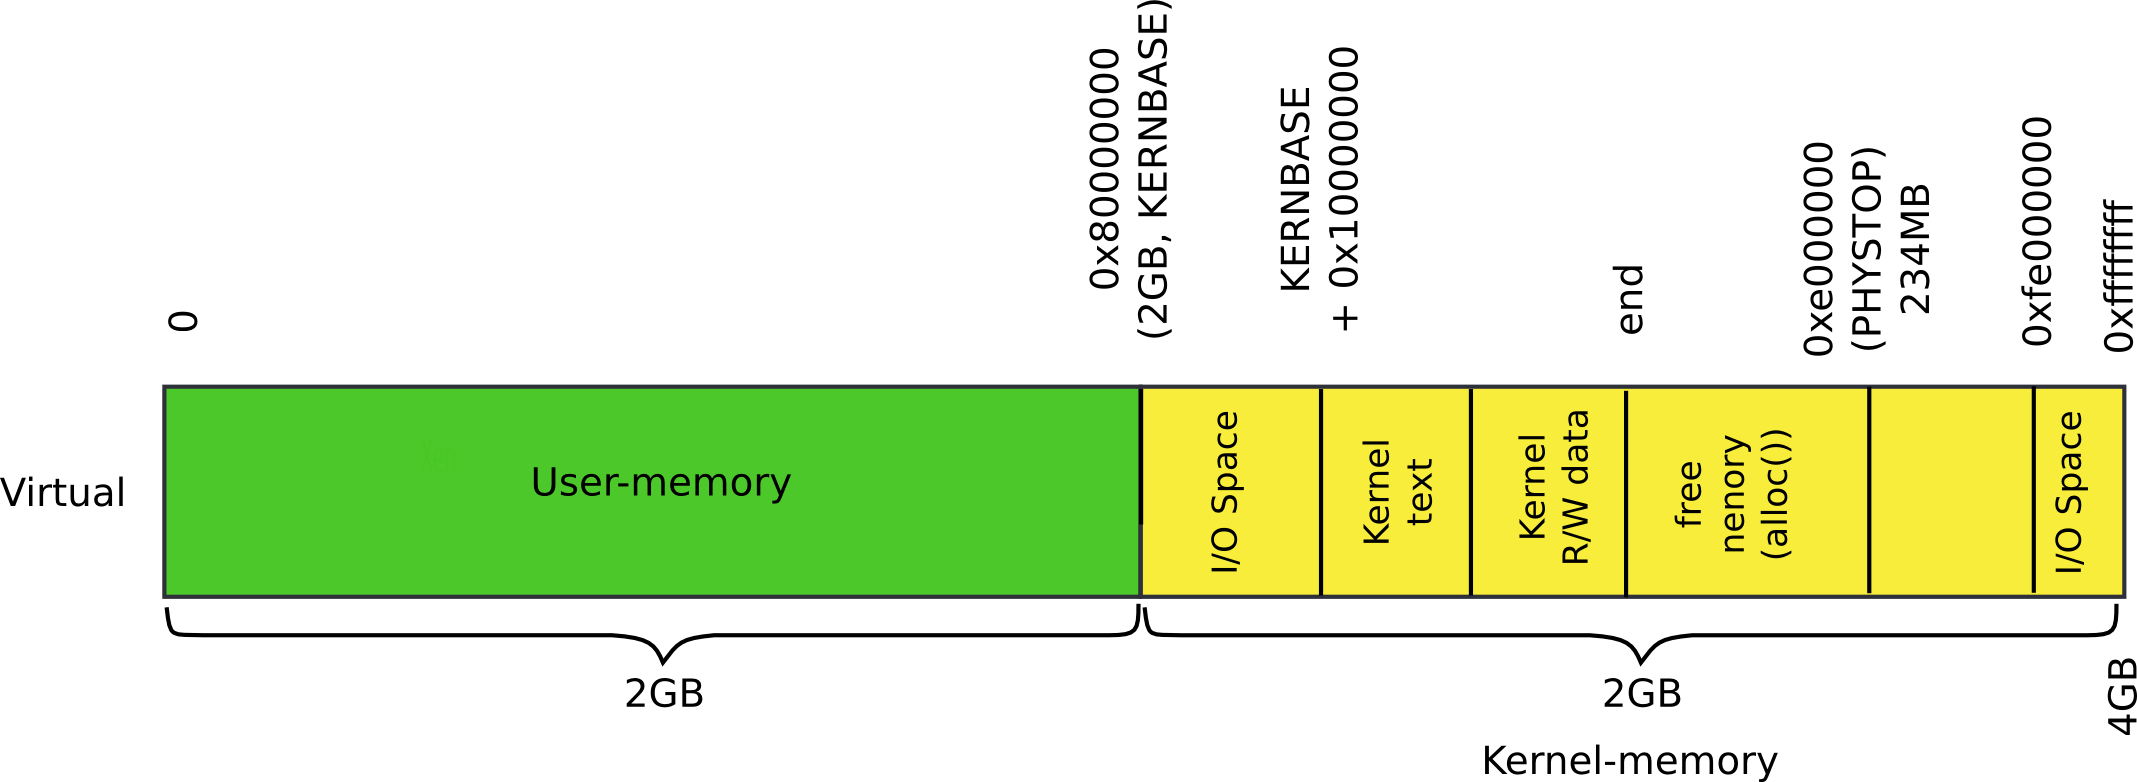 0
0x80000000
(2GB, KERNBASE)
KERNBASE
+ 0x10000000
end
0xe000000
(PHYSTOP)
234MB
0xfe000000
0xffffffff
Virtual
User-memory
I/O Space
Kernel
text
Kernel
R/W data
free
nenory
(alloc())
I/O Space
2GB
2GB
4GB
Kernel-memory